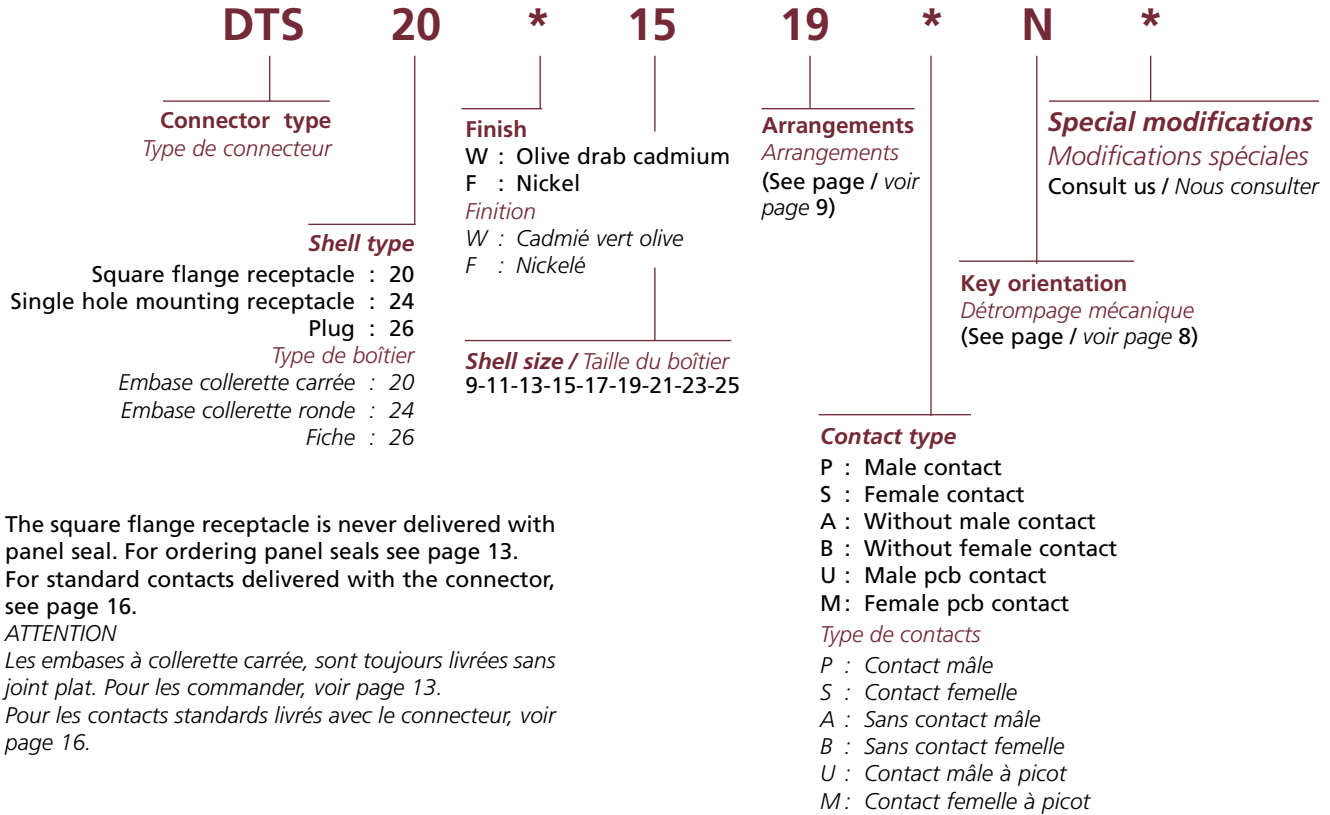 DTS 20 * 15 19 * N *
Connector type
Type de connecteur
Shell type
Square flange receptacle : 20
Single hole mounting receptacle : 24
Plug : 26
Type de boîtier
Embase collerette carrée : 20
Embase collerette ronde : 24
Fiche : 26
Finish
W : Olive drab cadmium
F : Nickel
Finition
W : Cadmié vert olive
F : Nickelé
Shell size / Taille du boîtier
9-11-13-15-17-19-21-23-25
Arrangements
Arrangements
(See page / voir
page 9)
Contact type
P : Male contact
S : Female contact
A : Without male contact
B : Without female contact
U : Male pcb contact
M : Female pcb contact
Type de contacts
P : Contact mâle
S : Contact femelle
A : Sans contact mâle
B : Sans contact femelle
U : Contact mâle à picot
M : Contact femelle à picot
Key orientation
Détrompage mécanique
(See page / voir page 8)
Special modifications
Modifications spéciales
Consult us / Nous consulter
The square flange receptacle is never delivered with
panel seal. For ordering panel seals see page 13.
For standard contacts delivered with the connector,
see page 16.
ATTENTION
Les embases à collerette carrée, sont toujours livrées sans
joint plat. Pour les commander, voir page 13.
Pour les contacts standards livrés avec le connecteur, voir
page 16.